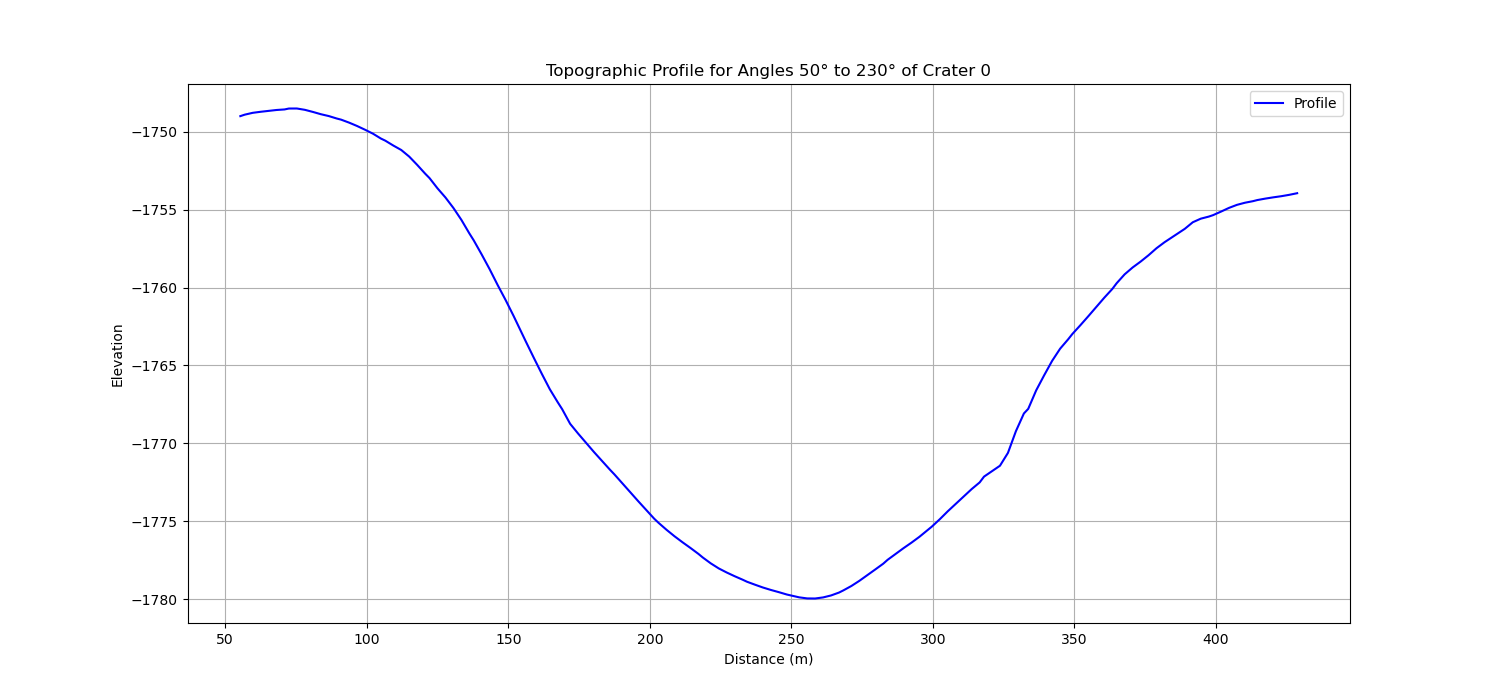 Topographic Profile for Angles 50° to 230° of Crater 0
Profile
Elevation
−1750
−1755
−1760
−1765
−1770
−1775
−1780
50 100 150 200 250 300 350 400
Distance (m)